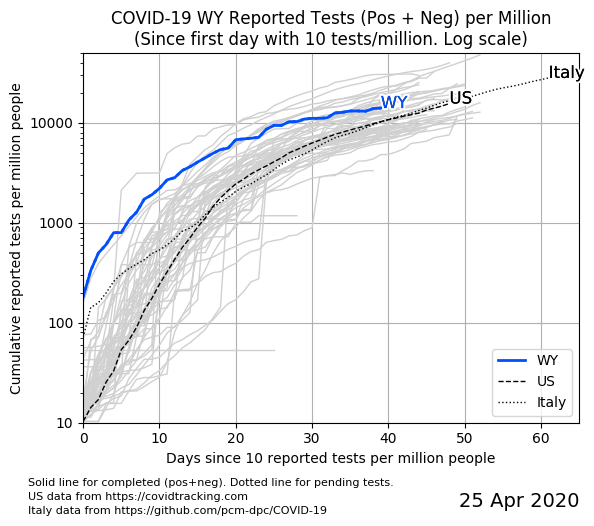 COVID-19 WY Reported Tests (Pos + Neg) per Million
(Since first day with 10 tests/million. Log scale)
Cumulative reported tests per million people
10000
1000
100
10
Italy
US
WY
WY
US
Italy
0
10
20
30
40
50
60
Days since 10 reported tests per million people
Solid line for completed (pos+neg). Dotted line for pending tests.
US data from https://covidtracking.com
Italy data from https://github.com/pcm-dpc/COVID-19
25 Apr 2020